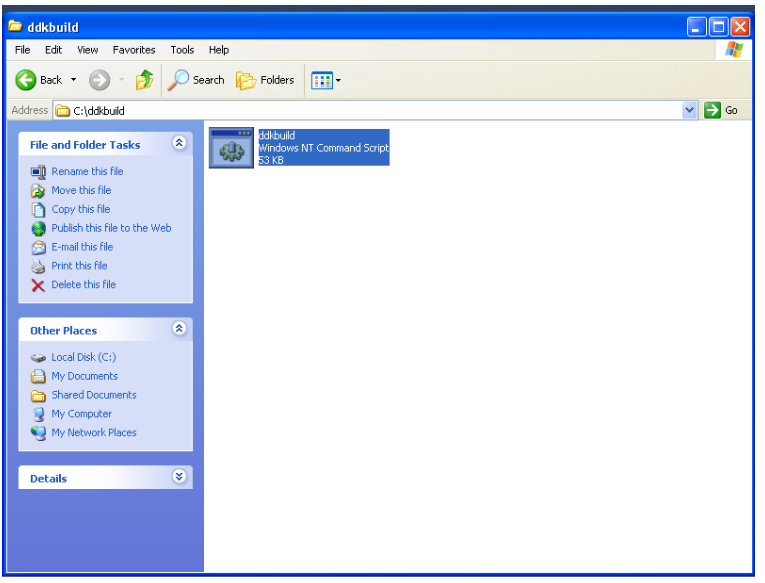 ddkbuild
File Edit View Favorites Tools Help
Back Search Folders
Address C:\ddkbuild Go
File and Folder Tasks
Rename this file
Move this file
Copy this file
Publish this file to the Web
E-mail this file
Print this file
Delete this file
Other Places
Local Disk (C:)
My Documents
Shared Documents
My Computer
My Network Places
Details
ddkbuild
Windows NT Command Script
53 KB